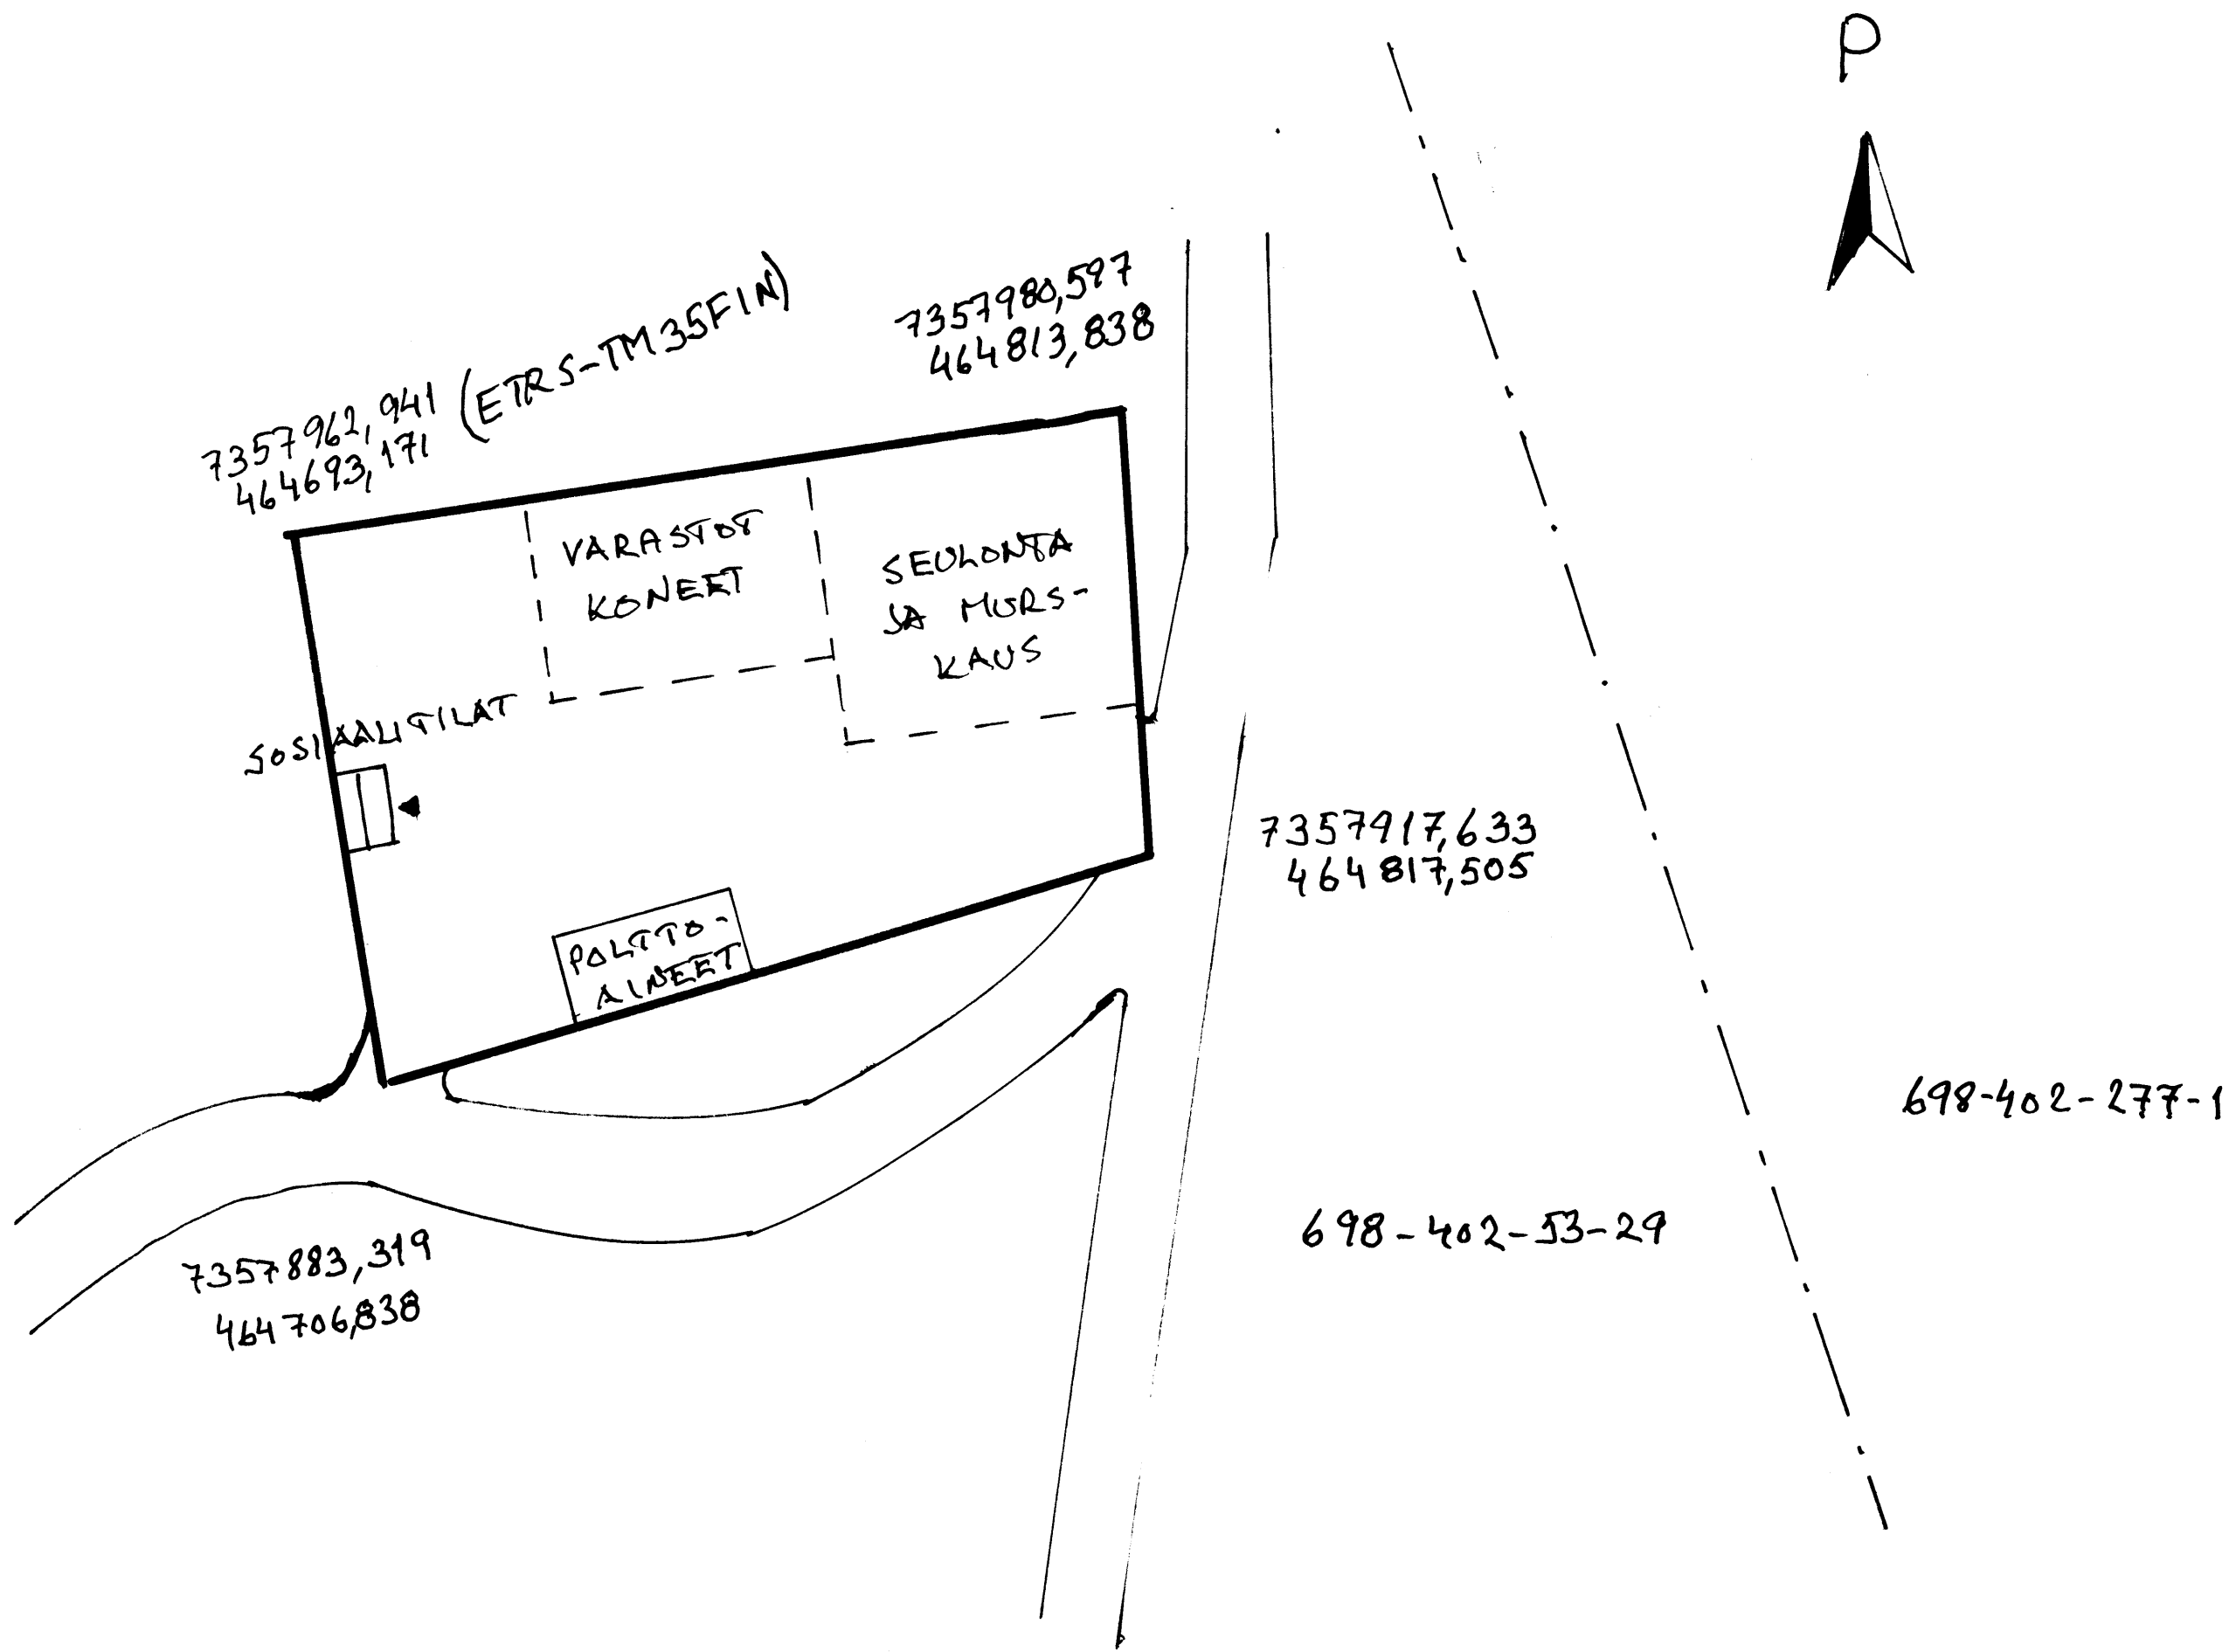 P
7357980,597
464813,838
7357962,941 (ETRS-TM35FIN)
464693,171
VARASTOT
KONEET
SEULONTA
JA MURS-
KAUS
SOSIAALITILAT
7357917,633
464817,505
POLTTO-
AINEET
698-402-277-1
698-402-53-29
7357883,319
464706,838